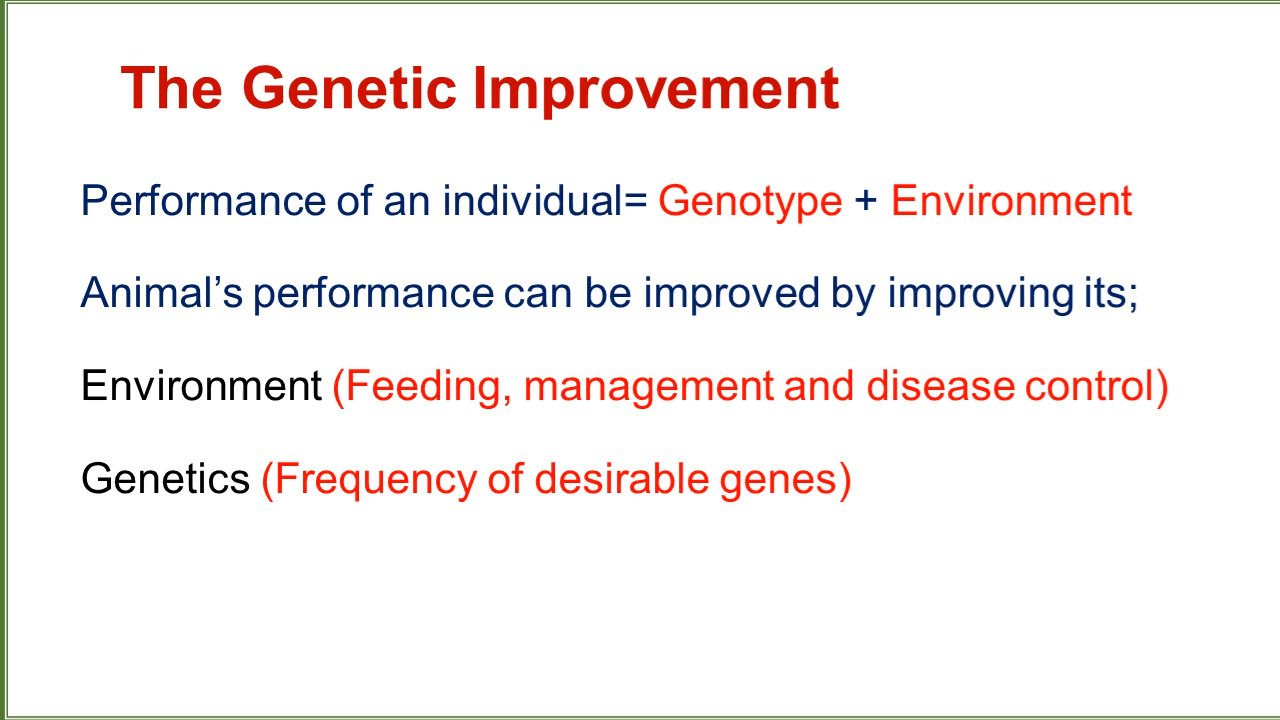 The Genetic Improvement
Performance of an individual= Genotype + Environment
Animal’s performance can be improved by improving its;
Environment (Feeding, management and disease control)
Genetics (Frequency of desirable genes)